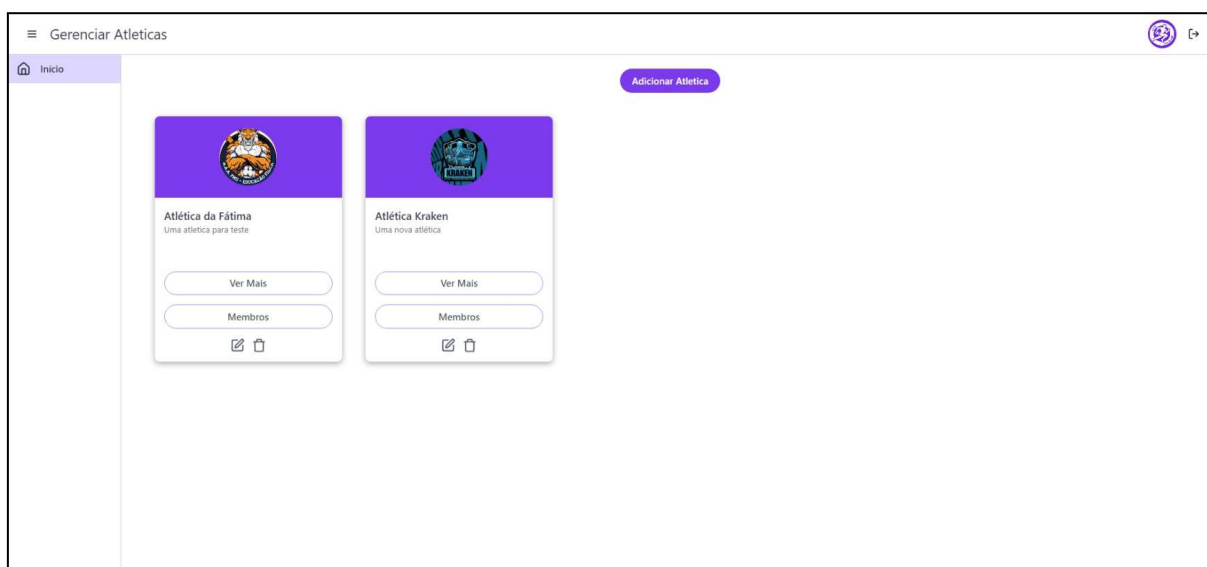 Gerenciar Atleticas
Inicio
Adicionar Atletica
KRAKEN
Atlética da Fátima
Uma atletica para teste
Atlética Kraken
Uma nova atlética
Ver Mais
Ver Mais
Membros
Membros